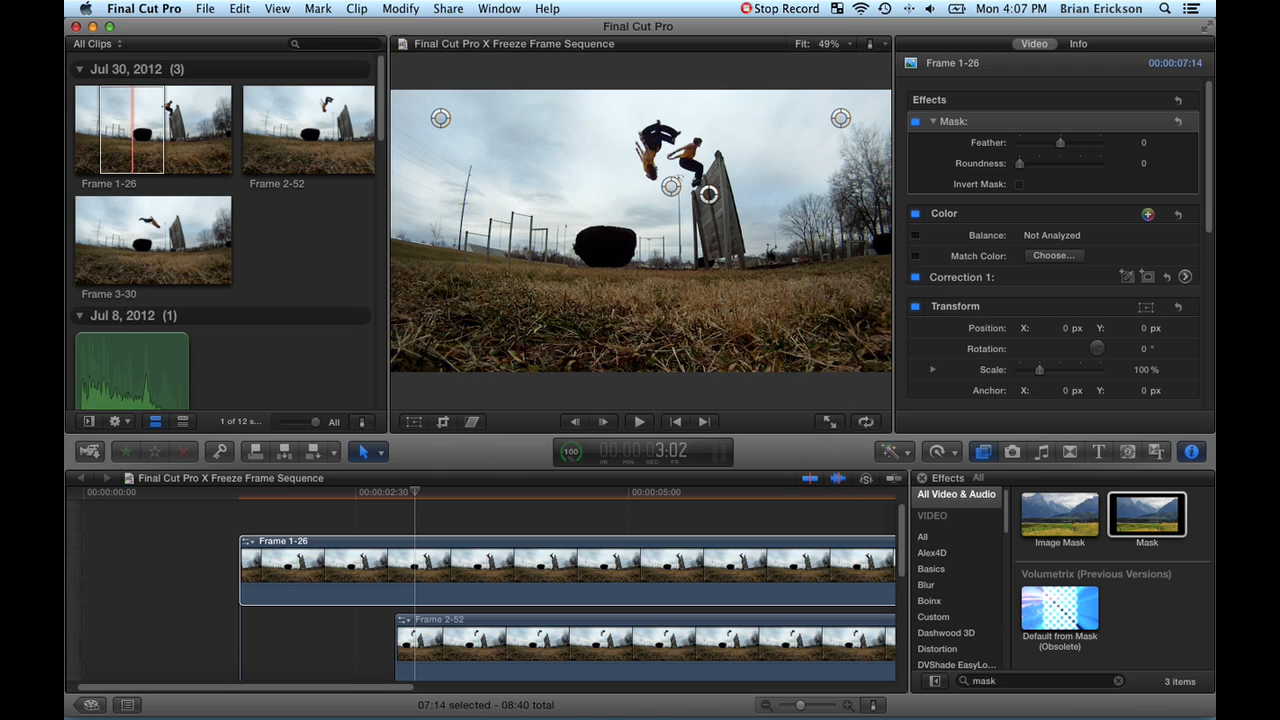 Final Cut Pro File Edit View Mark Clip Modify Share Window Help Stop Record Mon 4:07 PM Brian Erickson
Final Cut Pro
All Clips
Final Cut Pro X Freeze Frame Sequence Fit: 49%
Video Info
Jul 30, 2012 (3)
Frame 1-26
Frame 2-52
Frame 3-30
Jul 8, 2012 (1)
1 of 12 s... All
Frame 1-26 00:00:07:14
Effects
Mask:
Feather: 0
Roundness: 0
Invert Mask:
Color
Balance: Not Analyzed
Match Color: Choose...
Correction 1:
Transform
Position: X: 0 px Y: 0 px
Rotation: 0 °
Scale: 100 %
Anchor: X: 0 px Y: 0 px
100 00:00:03:02
HR MIN SEC FR
Final Cut Pro X Freeze Frame Sequence
00:00:00:00 00:00:02:30 00:00:05:00
Frame 1-26
Frame 2-52
07:14 selected - 08:40 total
Effects All
All Video & Audio
VIDEO
All
Alex4D
Basics
Blur
Boinx
Custom
Dashwood 3D
Distortion
DVShade EasyLo...
Image Mask
Mask
Volumetrix (Previous Versions)
Default from Mask
(Obsolete)
mask 3 items